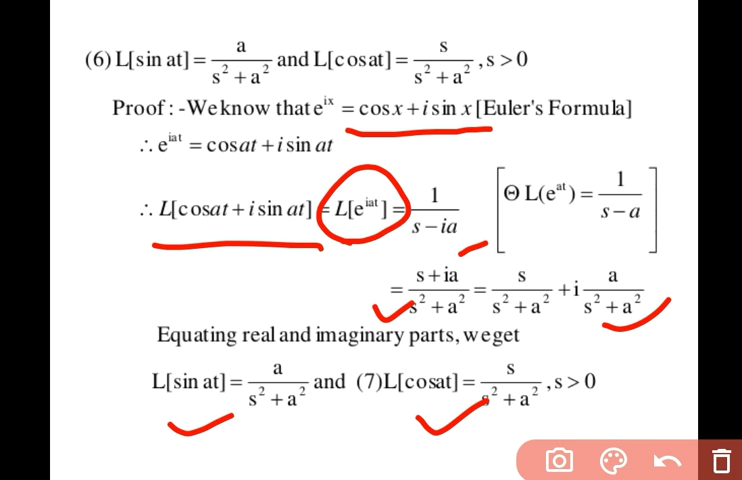 (6) L[sin at] = a/(s² + a²) and L[cos at] = s/(s² + a²), s > 0
Proof : - We know that e^(ix) = cos x + i sin x [Euler's Formula]
∴ e^(iat) = cos at + i sin at
∴ L[cos at + i sin at] = L[e^(iat)] = 1/(s − ia) [Θ L(e^(at)) = 1/(s − a)]
= (s + ia)/(s² + a²) = s/(s² + a²) + i a/(s² + a²)
Equating real and imaginary parts, we get
L[sin at] = a/(s² + a²) and (7) L[cos at] = s/(s² + a²), s > 0